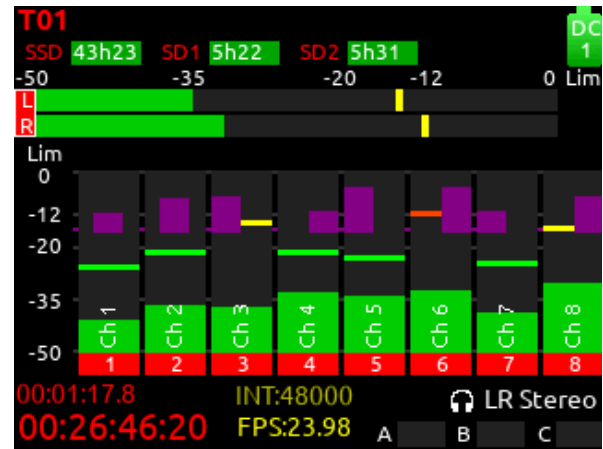 T01
DC
1
SSD 43h23 SD1 5h22 SD2 5h31
-50 -35 -20 -12 0 Lim
L
R
Lim
0
-12
-20
-35
-50
Ch 1 Ch 2 Ch 3 Ch 4 Ch 5 Ch 6 Ch 7 Ch 8
1 2 3 4 5 6 7 8
00:01:17.8 INT:48000 LR Stereo
00:26:46:20 FPS:23.98 A B C